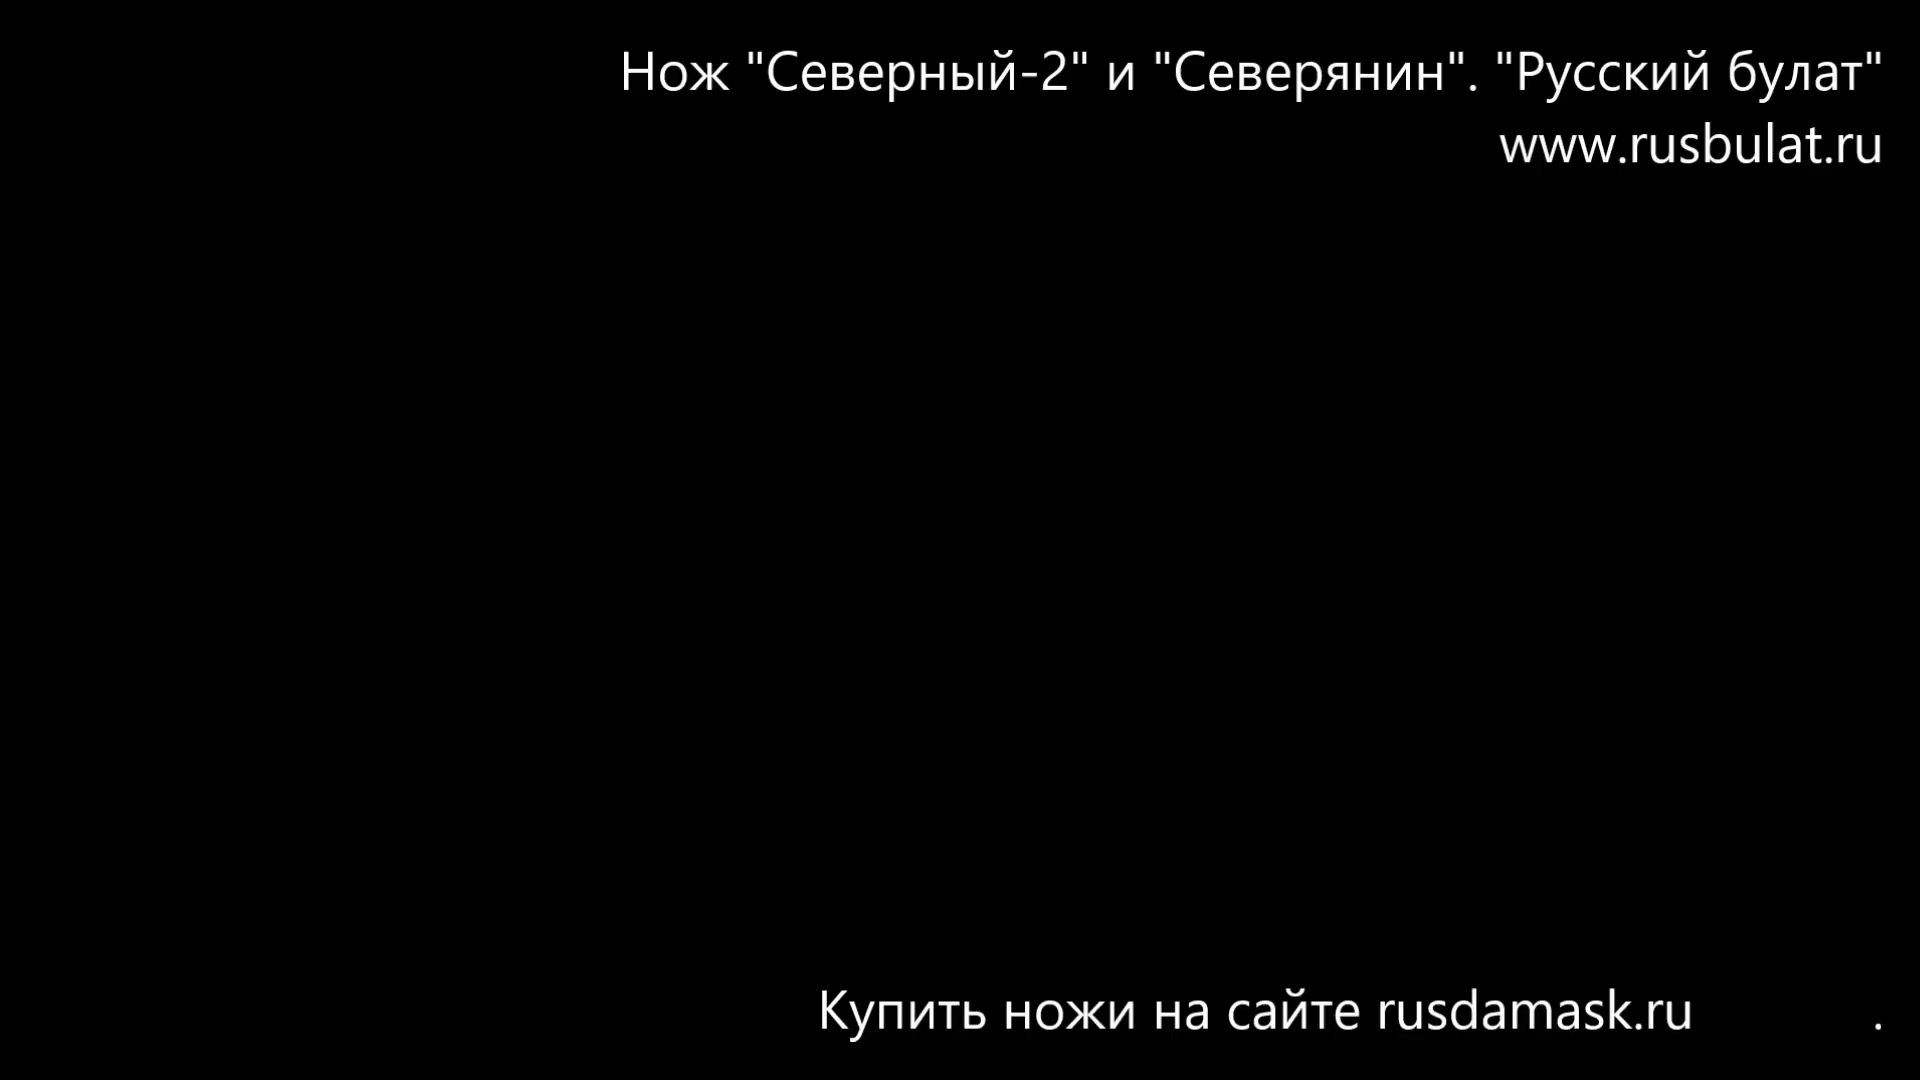 Нож "Северный-2" и "Северянин". "Русский булат"
www.rusbulat.ru
Купить ножи на сайте rusdamask.ru .